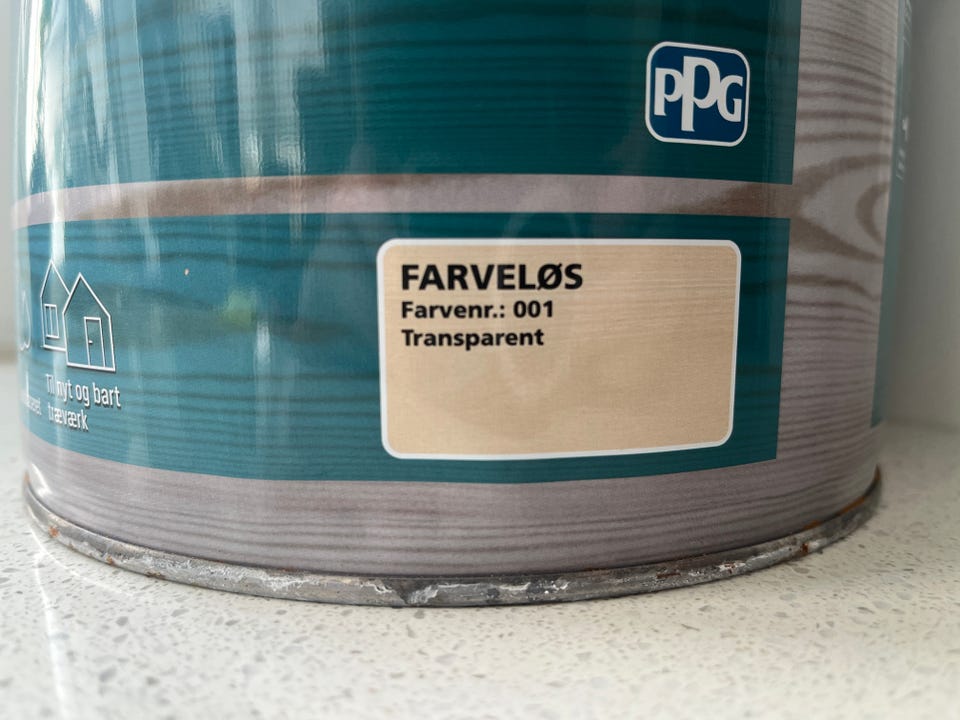 PPG
FARVELØS
Farvenr.: 001
Transparent
Til nyt og bart
træværk